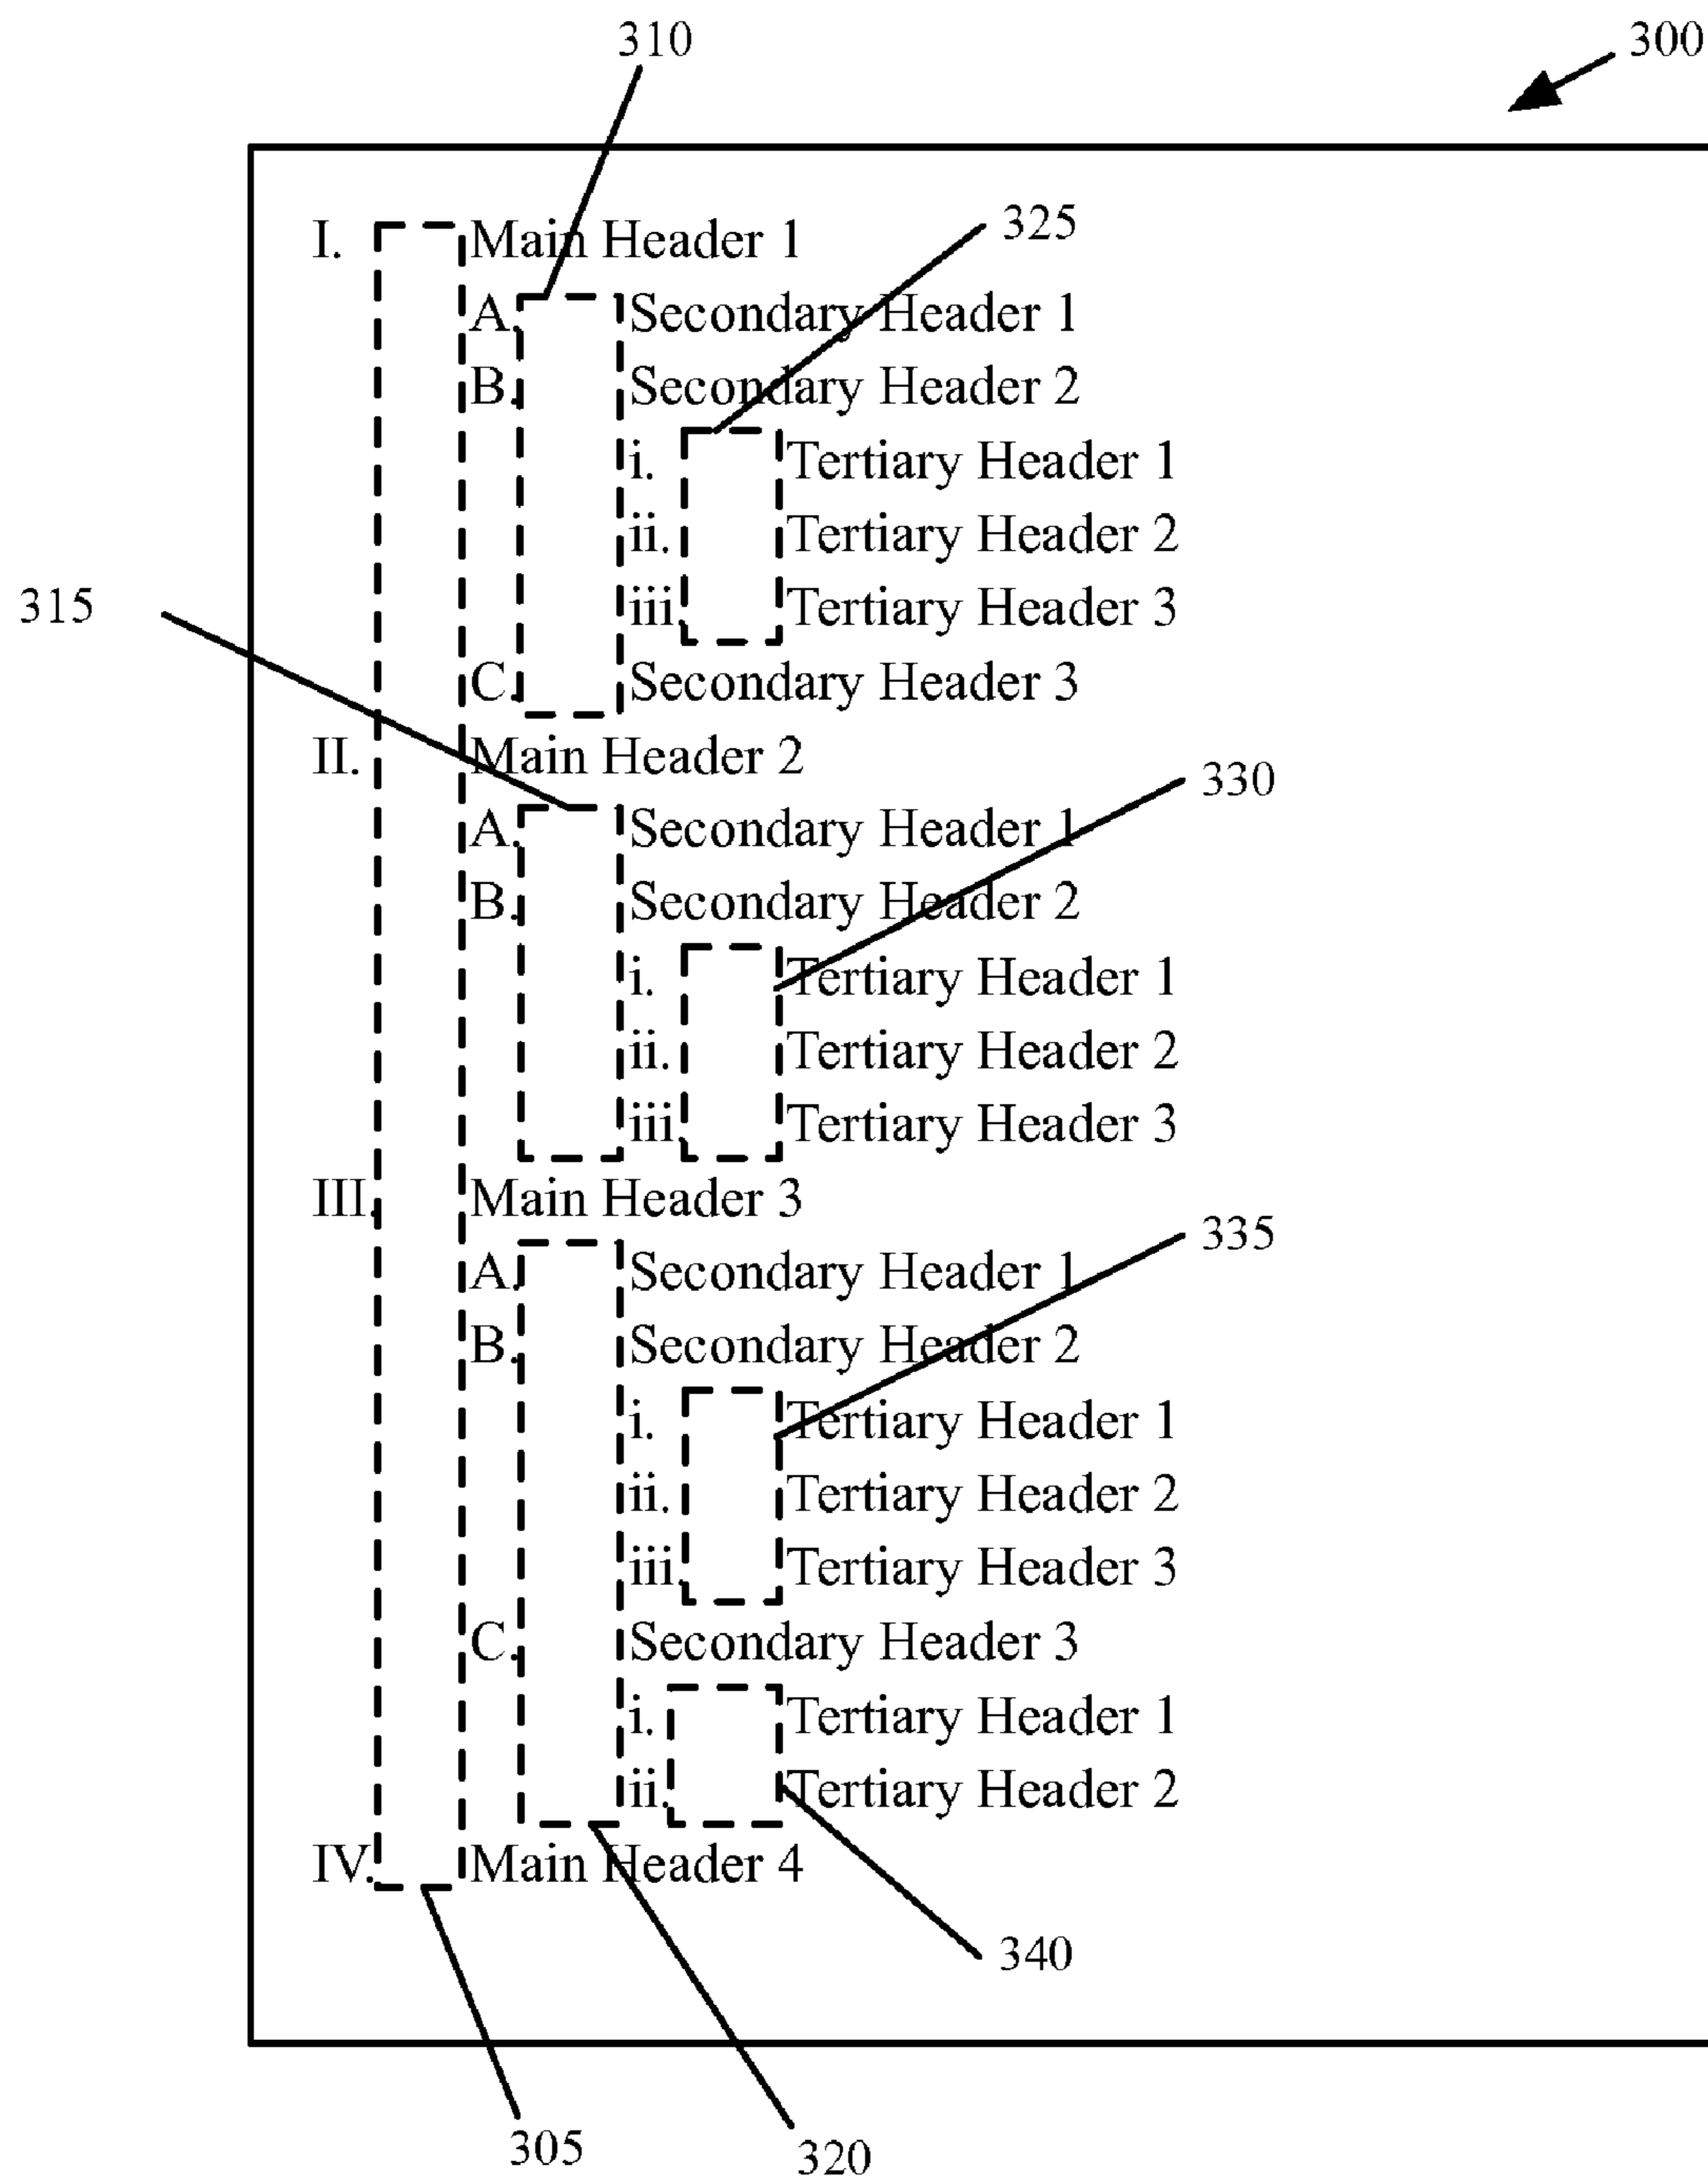 310
300
I. Main Header 1
325
A. Secondary Header 1
B. Secondary Header 2
i. Tertiary Header 1
ii. Tertiary Header 2
315
iii. Tertiary Header 3
C. Secondary Header 3
II. Main Header 2
330
A. Secondary Header 1
B. Secondary Header 2
i. Tertiary Header 1
ii. Tertiary Header 2
iii. Tertiary Header 3
III. Main Header 3
335
A. Secondary Header 1
B. Secondary Header 2
i. Tertiary Header 1
ii. Tertiary Header 2
iii. Tertiary Header 3
C. Secondary Header 3
i. Tertiary Header 1
ii. Tertiary Header 2
IV. Main Header 4
340
305
320